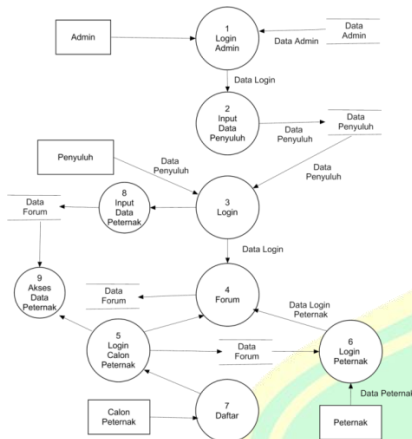 Admin
1
Login
Admin
Data
Admin
Data Admin
Data Login
2
Input
Data
Penyuluh
Data
Penyuluh
Data
Penyuluh
Penyuluh
Data
Penyuluh
Data
Penyuluh
Data
Forum
8
Input
Data
Peternak
3
Login
Data Login
9
Akses
Data
Peternak
Data
Forum
4
Forum
Data Login
Peternak
5
Login
Calon
Peternak
Data
Forum
6
Login
Peternak
Calon
Peternak
7
Daftar
Data Peternak
Peternak